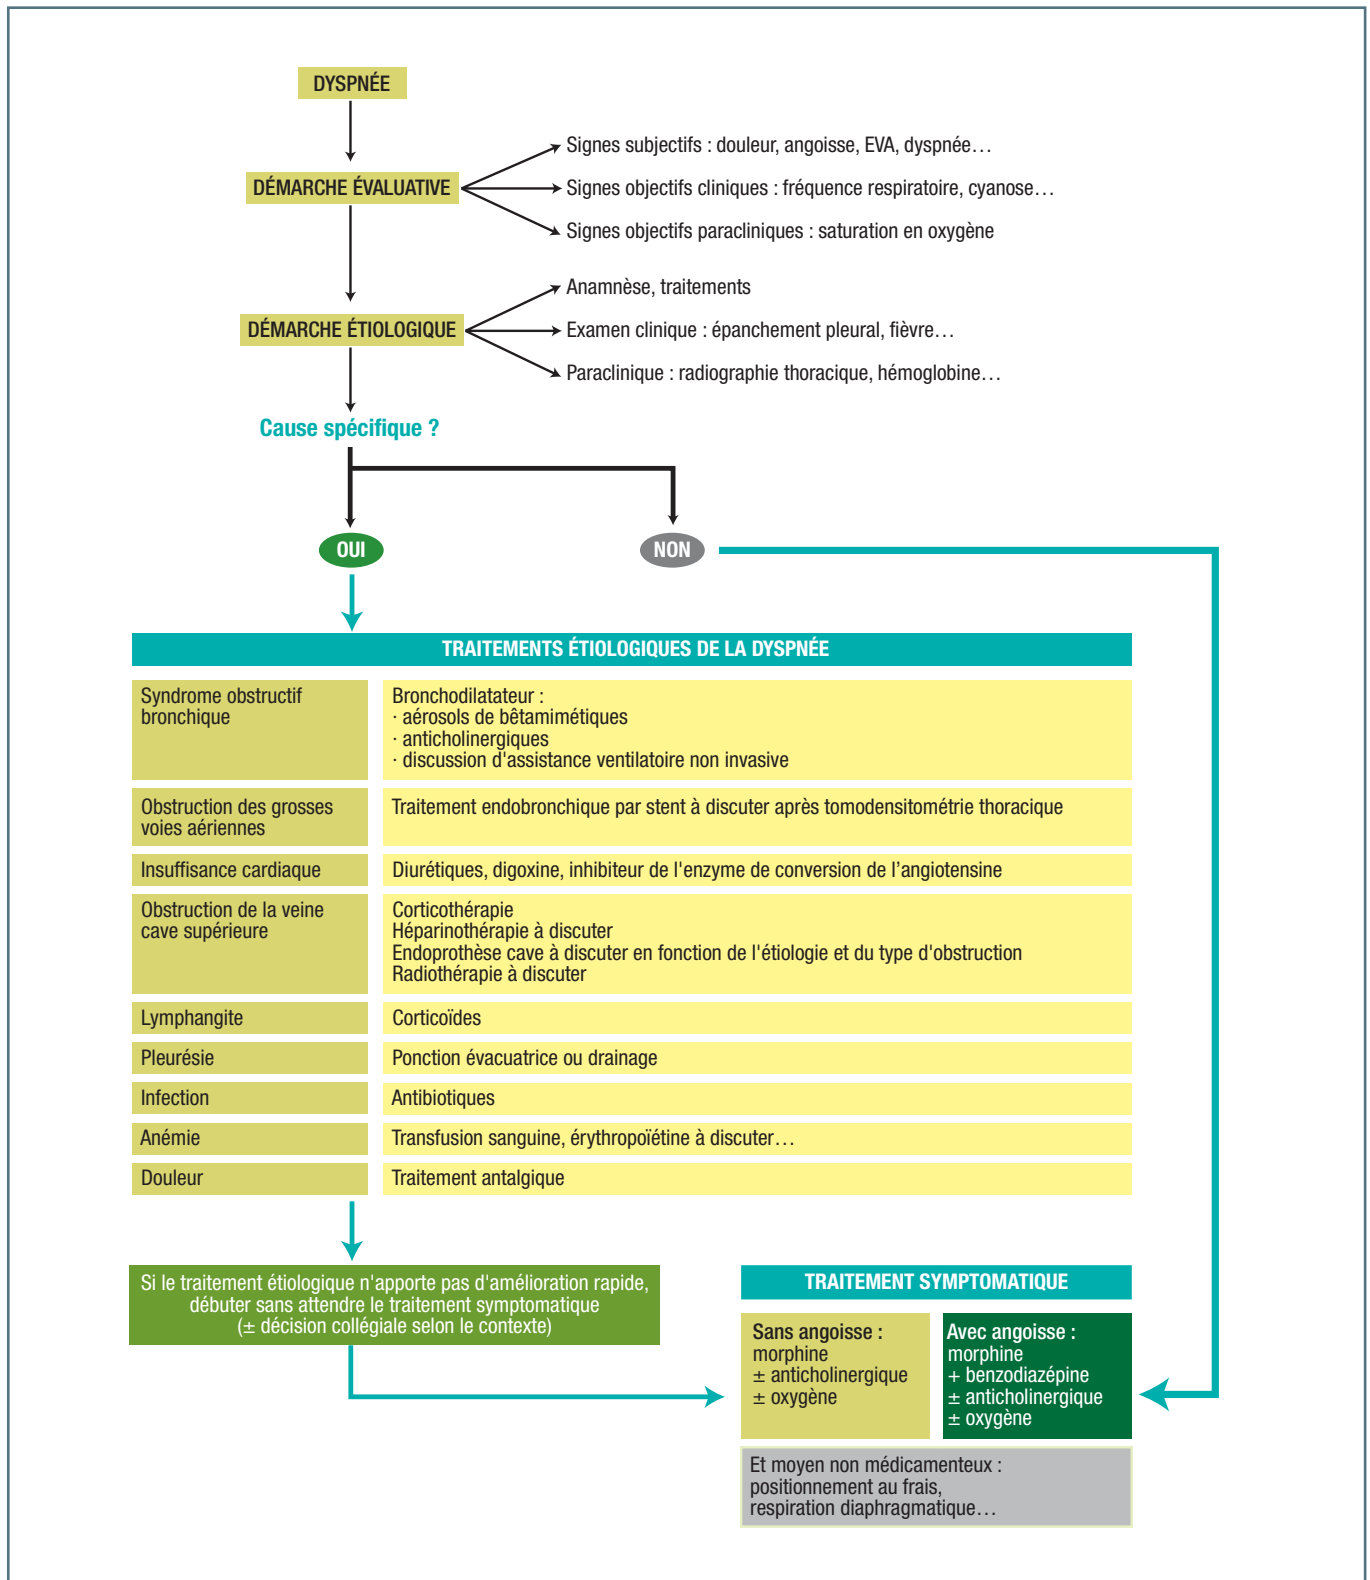 DYSPNÉE
DÉMARCHE ÉVALUATIVE
Signes subjectifs : douleur, angoisse, EVA, dyspnée…
Signes objectifs cliniques : fréquence respiratoire, cyanose…
Signes objectifs paracliniques : saturation en oxygène
DÉMARCHE ÉTIOLOGIQUE
Anamnèse, traitements
Examen clinique : épanchement pleural, fièvre…
Paraclinique : radiographie thoracique, hémoglobine…
Cause spécifique ?
OUI
NON
TRAITEMENTS ÉTIOLOGIQUES DE LA DYSPNÉE
Syndrome obstructif
bronchique
Bronchodilatateur :
· aérosols de bêtamimétiques
· anticholinergiques
· discussion d'assistance ventilatoire non invasive
Obstruction des grosses
voies aériennes
Traitement endobronchique par stent à discuter après tomodensitométrie thoracique
Insuffisance cardiaque
Diurétiques, digoxine, inhibiteur de l'enzyme de conversion de l’angiotensine
Obstruction de la veine
cave supérieure
Corticothérapie
Héparinothérapie à discuter
Endoprothèse cave à discuter en fonction de l'étiologie et du type d'obstruction
Radiothérapie à discuter
Lymphangite
Corticoïdes
Pleurésie
Ponction évacuatrice ou drainage
Infection
Antibiotiques
Anémie
Transfusion sanguine, érythropoïétine à discuter…
Douleur
Traitement antalgique
Si le traitement étiologique n'apporte pas d'amélioration rapide,
débuter sans attendre le traitement symptomatique
(± décision collégiale selon le contexte)
TRAITEMENT SYMPTOMATIQUE
Sans angoisse :
morphine
± anticholinergique
± oxygène
Avec angoisse :
morphine
+ benzodiazépine
± anticholinergique
± oxygène
Et moyen non médicamenteux :
positionnement au frais,
respiration diaphragmatique…